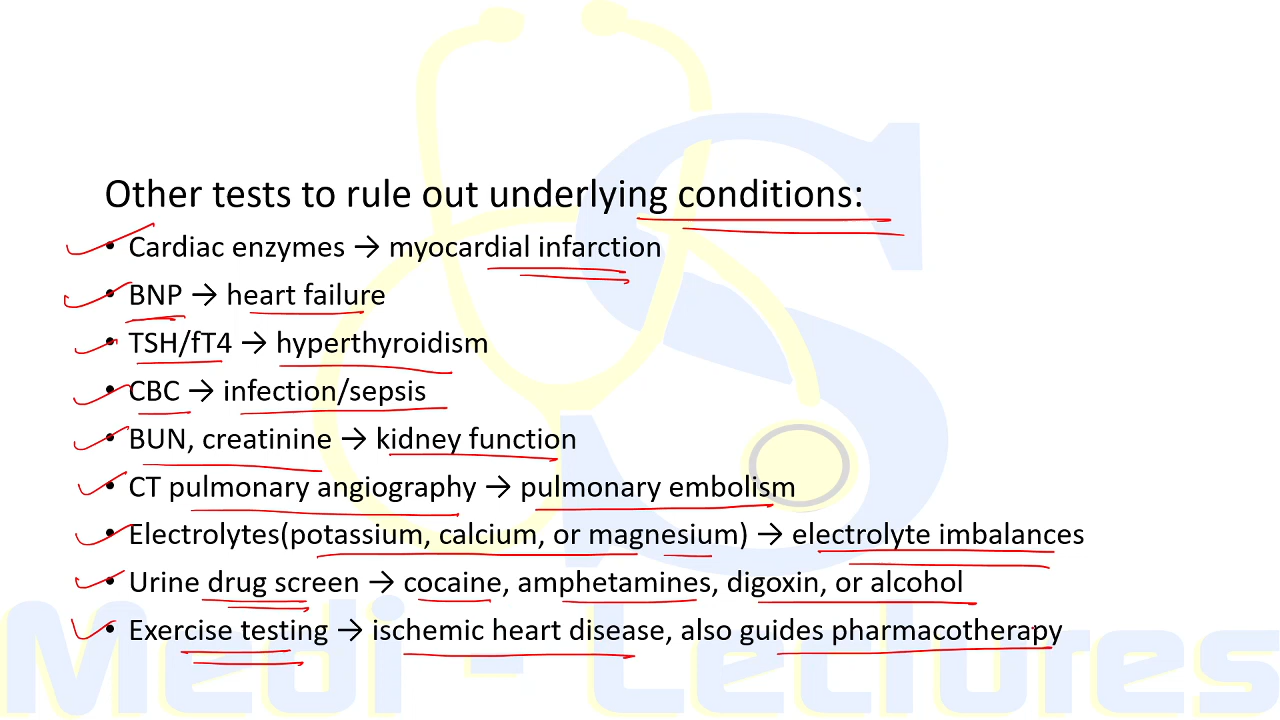 Other tests to rule out underlying conditions:
• Cardiac enzymes → myocardial infarction
• BNP → heart failure
• TSH/fT4 → hyperthyroidism
• CBC → infection/sepsis
• BUN, creatinine → kidney function
• CT pulmonary angiography → pulmonary embolism
• Electrolytes(potassium, calcium, or magnesium) → electrolyte imbalances
• Urine drug screen → cocaine, amphetamines, digoxin, or alcohol
• Exercise testing → ischemic heart disease, also guides pharmacotherapy
Medi - Lectures